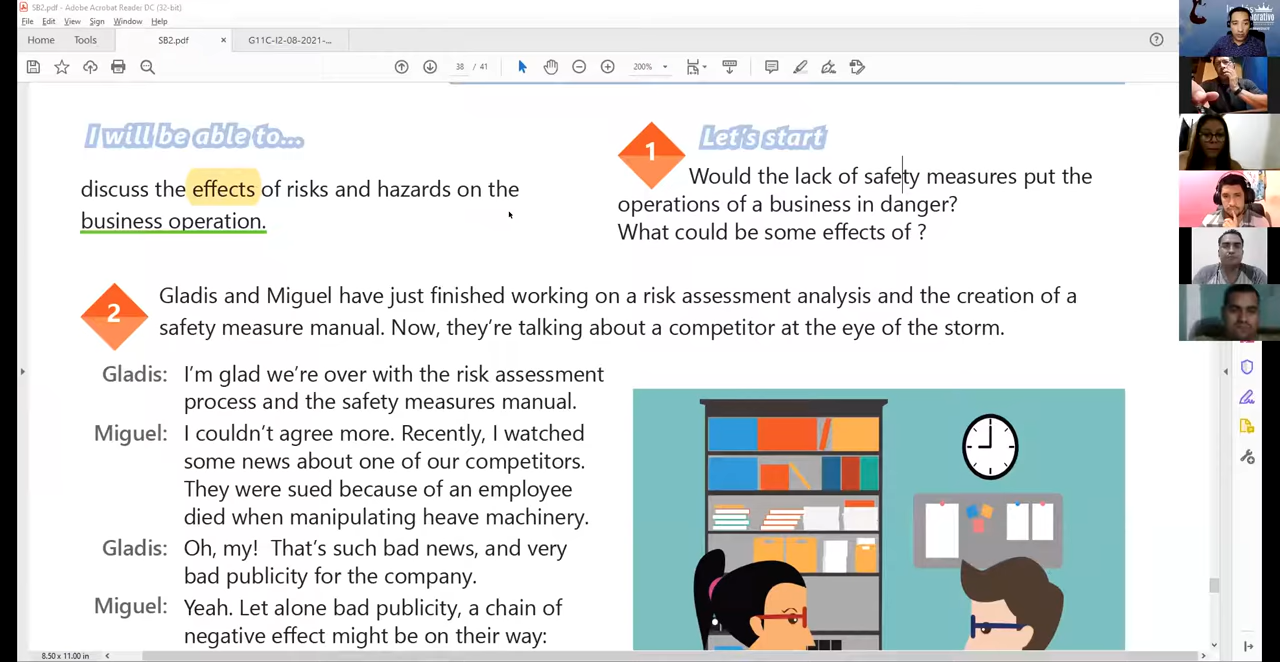 SB2.pdf - Adobe Acrobat Reader DC (32-bit)
File Edit View Sign Window Help
Home Tools SB2.pdf × G11C-I2-08-2021-...
38 / 41 200%
I will be able to...
discuss the effects of risks and hazards on the
business operation.
1 Let's start
Would the lack of safety measures put the
operations of a business in danger?
What could be some effects of ?
2 Gladis and Miguel have just finished working on a risk assessment analysis and the creation of a
safety measure manual. Now, they're talking about a competitor at the eye of the storm.
Gladis: I'm glad we're over with the risk assessment
process and the safety measures manual.
Miguel: I couldn't agree more. Recently, I watched
some news about one of our competitors.
They were sued because of an employee
died when manipulating heave machinery.
Gladis: Oh, my! That's such bad news, and very
bad publicity for the company.
Miguel: Yeah. Let alone bad publicity, a chain of
negative effect might be on their way:
8.50 x 11.00 in